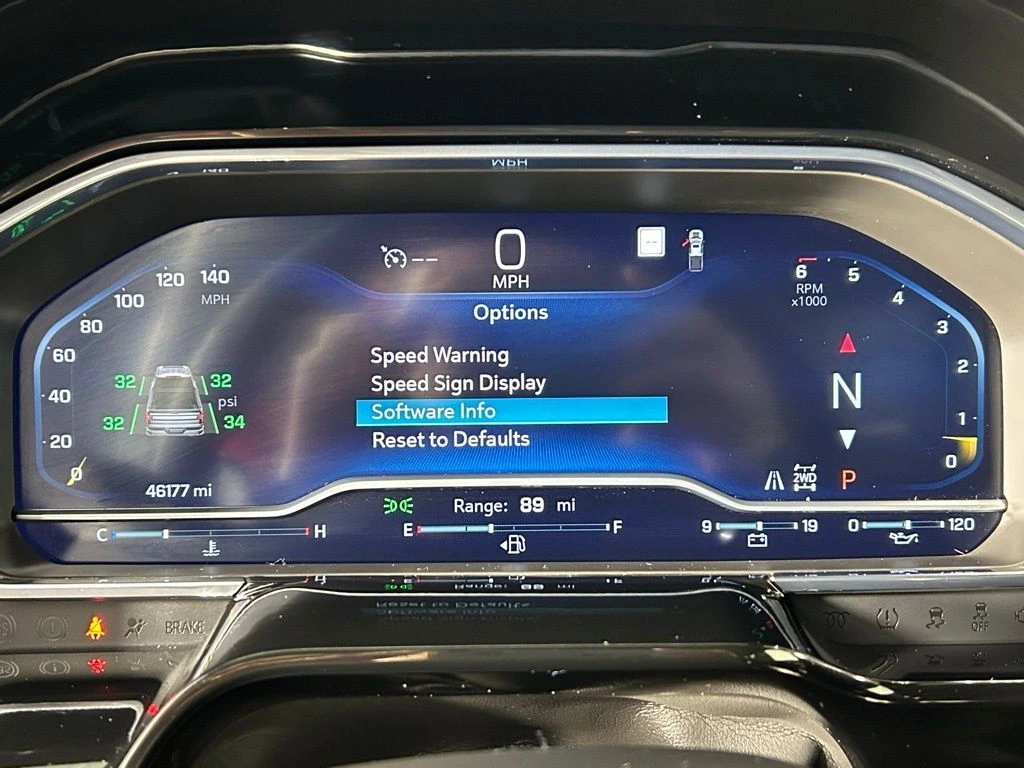 0
MPH
--
--
Options
Speed Warning
Speed Sign Display
Software Info
Reset to Defaults
140
120
MPH
100
80
60
40
20
0
32
32
psi
32
34
46177 mi
6
5
RPM
x1000
4
3
2
1
0
N
2WD
P
Range: 89 mi
C
H
E
F
9
19
0
120
BRAKE
OFF